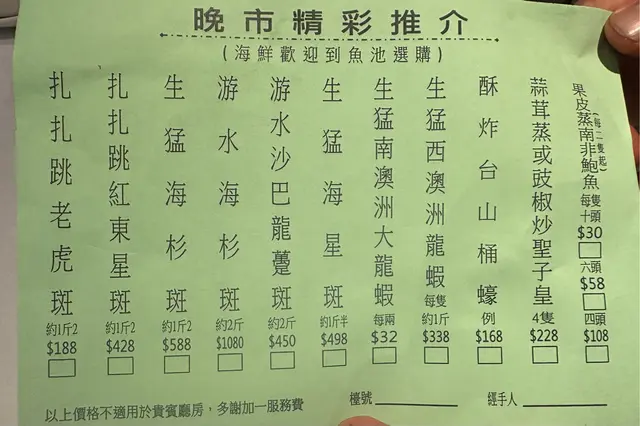 晚市精彩推介
(海鮮歡迎到魚池選購)
果皮蒸南非鮑魚
(每二隻起)
每隻
十頭
$30
六頭
$58
四頭
$108
蒜茸蒸或豉椒炒聖子皇
4隻
$228
酥炸台山桶蠔
例
$168
生猛西澳洲龍蝦
每隻
約1斤
$338
生猛南澳洲大龍蝦
每兩
$32
生猛海星斑
約1斤半
$498
游水沙巴龍躉斑
約2斤
$450
游水海杉斑
約2斤
$1080
生猛海杉斑
約1斤2
$588
扎扎跳紅東星斑
約1斤2
$428
扎扎跳老虎斑
約1斤2
$188
以上價格不適用於貴賓廳房，多謝加一服務費
檯號
經手人